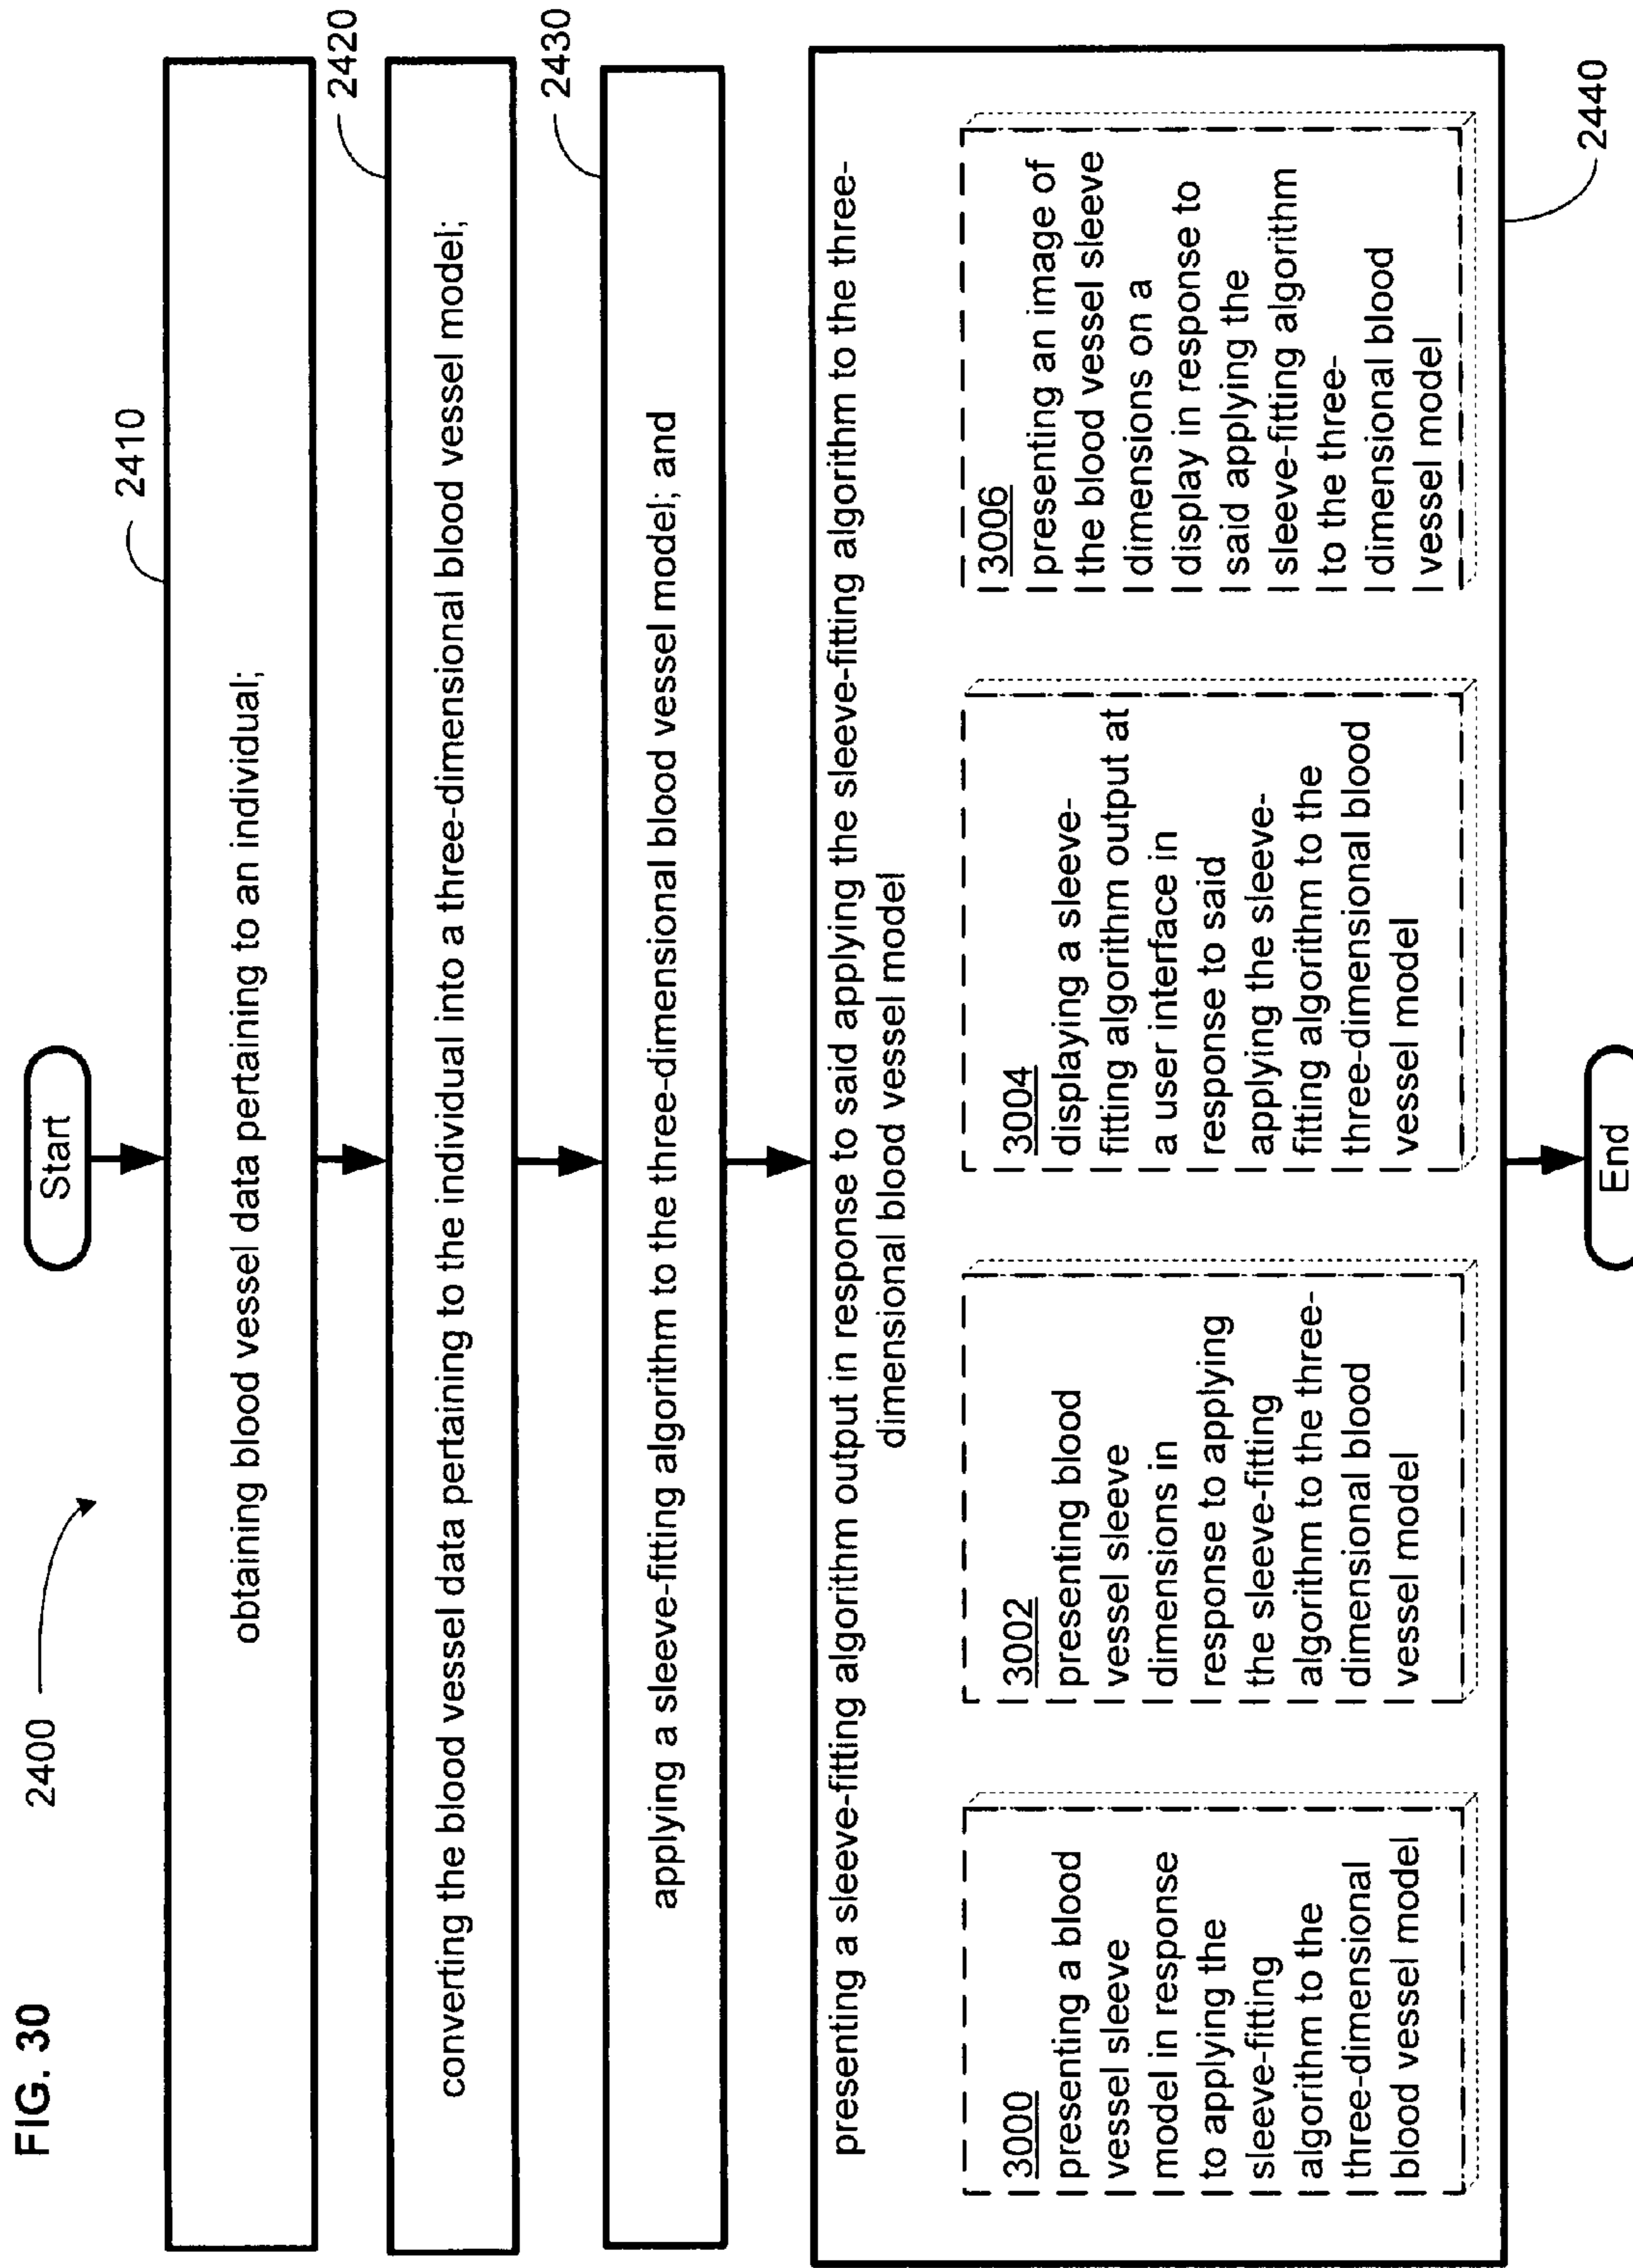 FIG. 30
2400
Start
2410
obtaining blood vessel data pertaining to an individual;
2420
converting the blood vessel data pertaining to the individual into a three-dimensional blood vessel model;
2430
applying a sleeve-fitting algorithm to the three-dimensional blood vessel model; and
presenting a sleeve-fitting algorithm output in response to said applying the sleeve-fitting algorithm to the three-
dimensional blood vessel model
3000
presenting a blood
vessel sleeve
model in response
to applying the
sleeve-fitting
algorithm to the
three-dimensional
blood vessel model
3002
presenting blood
vessel sleeve
dimensions in
response to applying
the sleeve-fitting
algorithm to the three-
dimensional blood
vessel model
3004
displaying a sleeve-
fitting algorithm output at
a user interface in
response to said
applying the sleeve-
fitting algorithm to the
three-dimensional blood
vessel model
3006
presenting an image of
the blood vessel sleeve
dimensions on a
display in response to
said applying the
sleeve-fitting algorithm
to the three-
dimensional blood
vessel model
2440
End